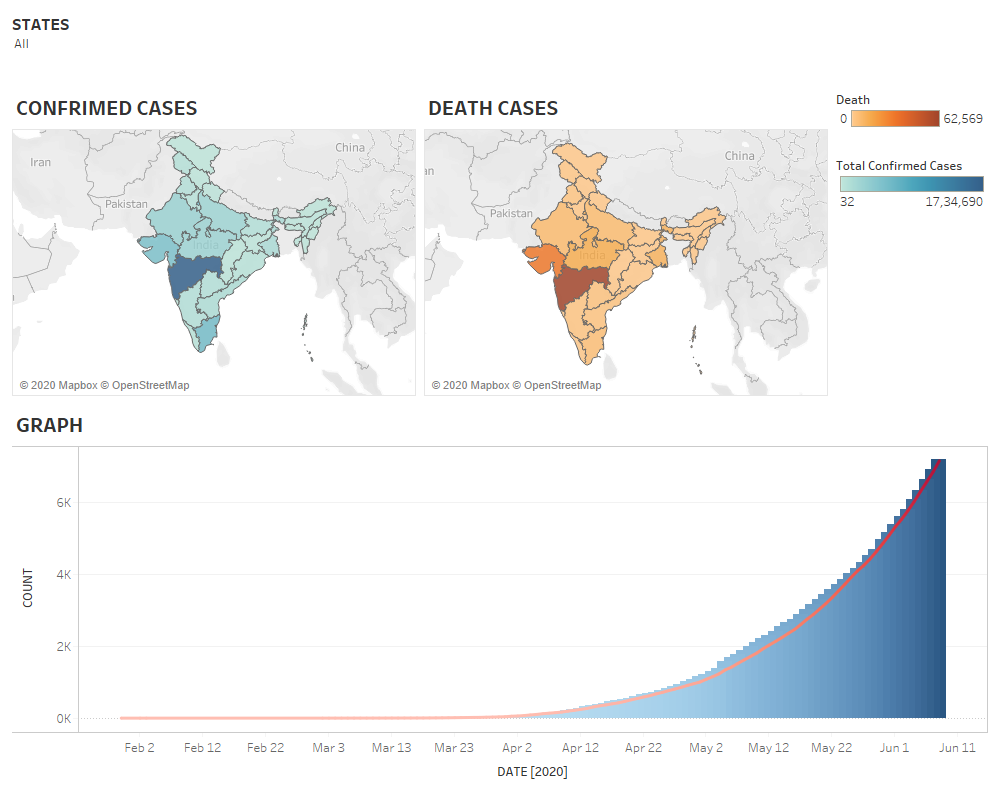 STATES
All
CONFRIMED CASES
DEATH CASES
Death
0 62,569
Total Confirmed Cases
32 17,34,690
Iran
China
Pakistan
India
© 2020 Mapbox © OpenStreetMap
an
China
Pakistan
India
© 2020 Mapbox © OpenStreetMap
GRAPH
COUNT
6K
4K
2K
0K
Feb 2 Feb 12 Feb 22 Mar 3 Mar 13 Mar 23 Apr 2 Apr 12 Apr 22 May 2 May 12 May 22 Jun 1 Jun 11
DATE [2020]